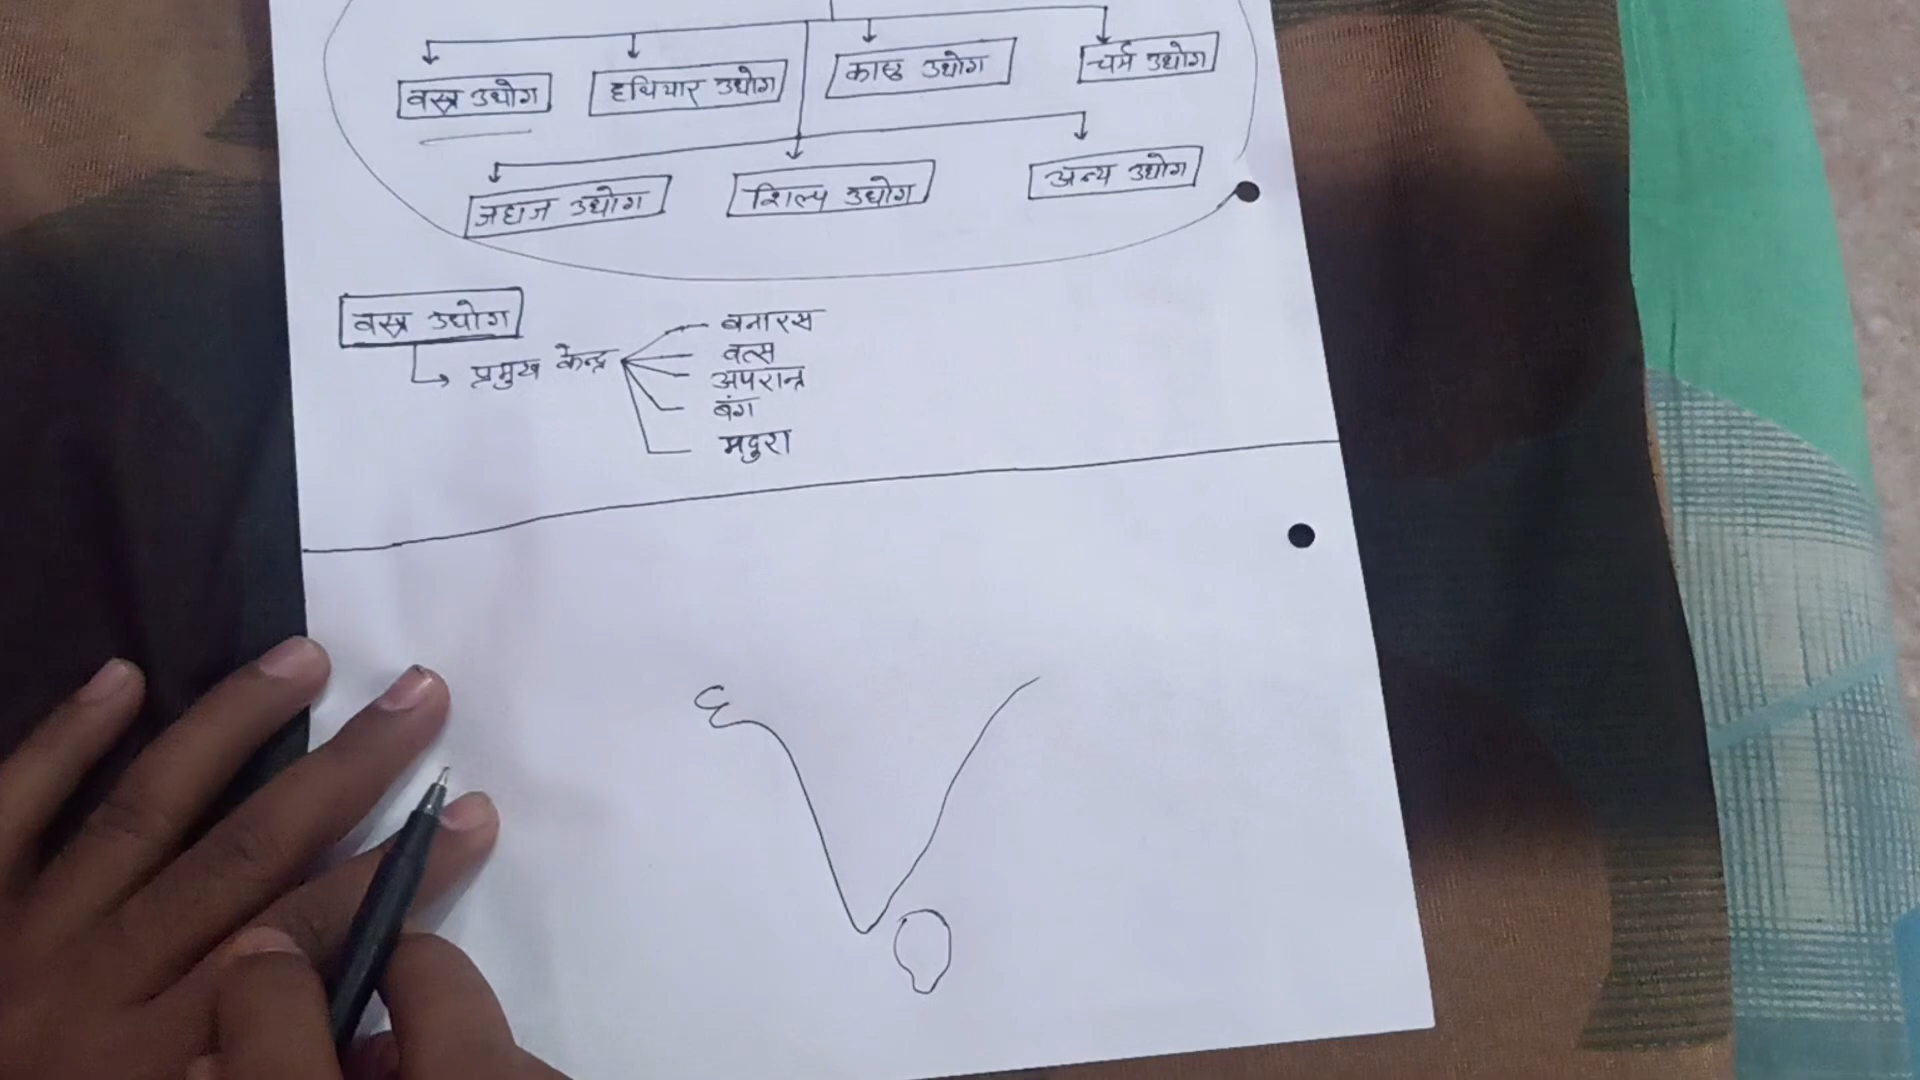 वस्त्र उद्योग हथियार उद्योग काष्ठ उद्योग चर्म उद्योग
जहाज उद्योग शिल्प उद्योग अन्य उद्योग
वस्त्र उद्योग
प्रमुख केन्द्र
बनारस
वत्स
अपरान्त
बंग
मदुरा